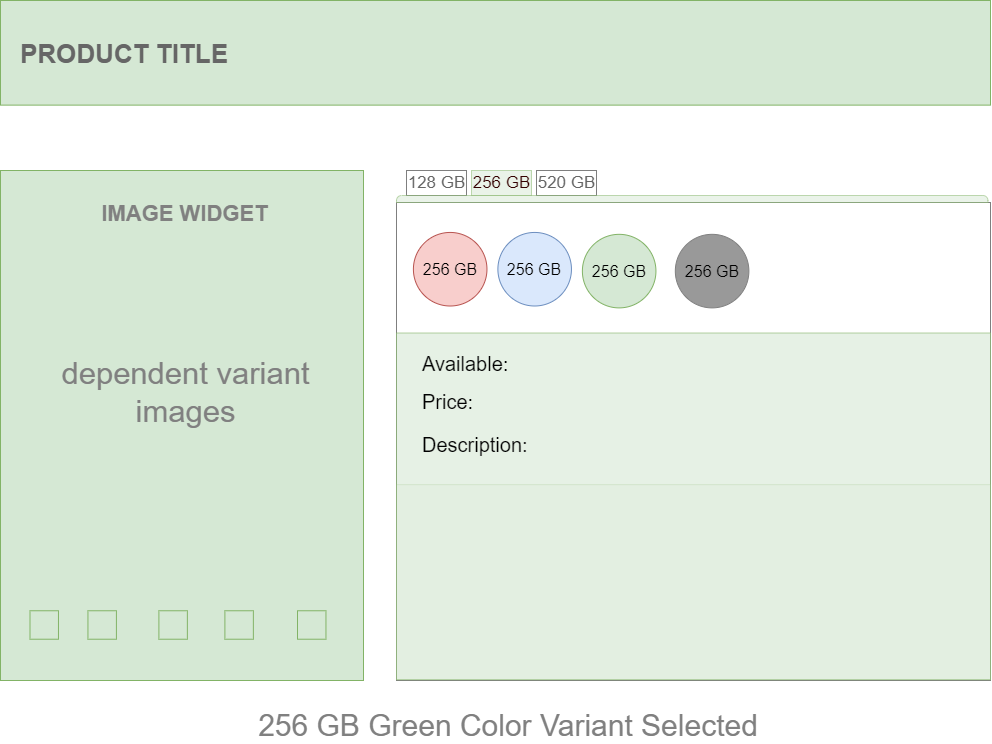 PRODUCT TITLE
IMAGE WIDGET
dependent variant
images
128 GB 256 GB 520 GB
256 GB 256 GB 256 GB 256 GB
Available:
Price:
Description:
256 GB Green Color Variant Selected